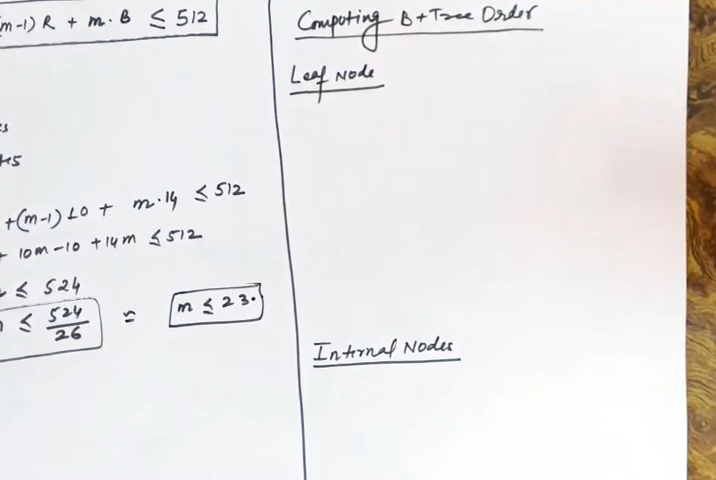 m-1) R + m. B ≤ 512
+(m-1) 10 + m.14 ≤ 512
10m-10 +14m ≤ 512
≤ 524
≤ 524/26 ≈ m ≤ 23.
Computing B+Tree Order
Leaf Node
Internal Nodes